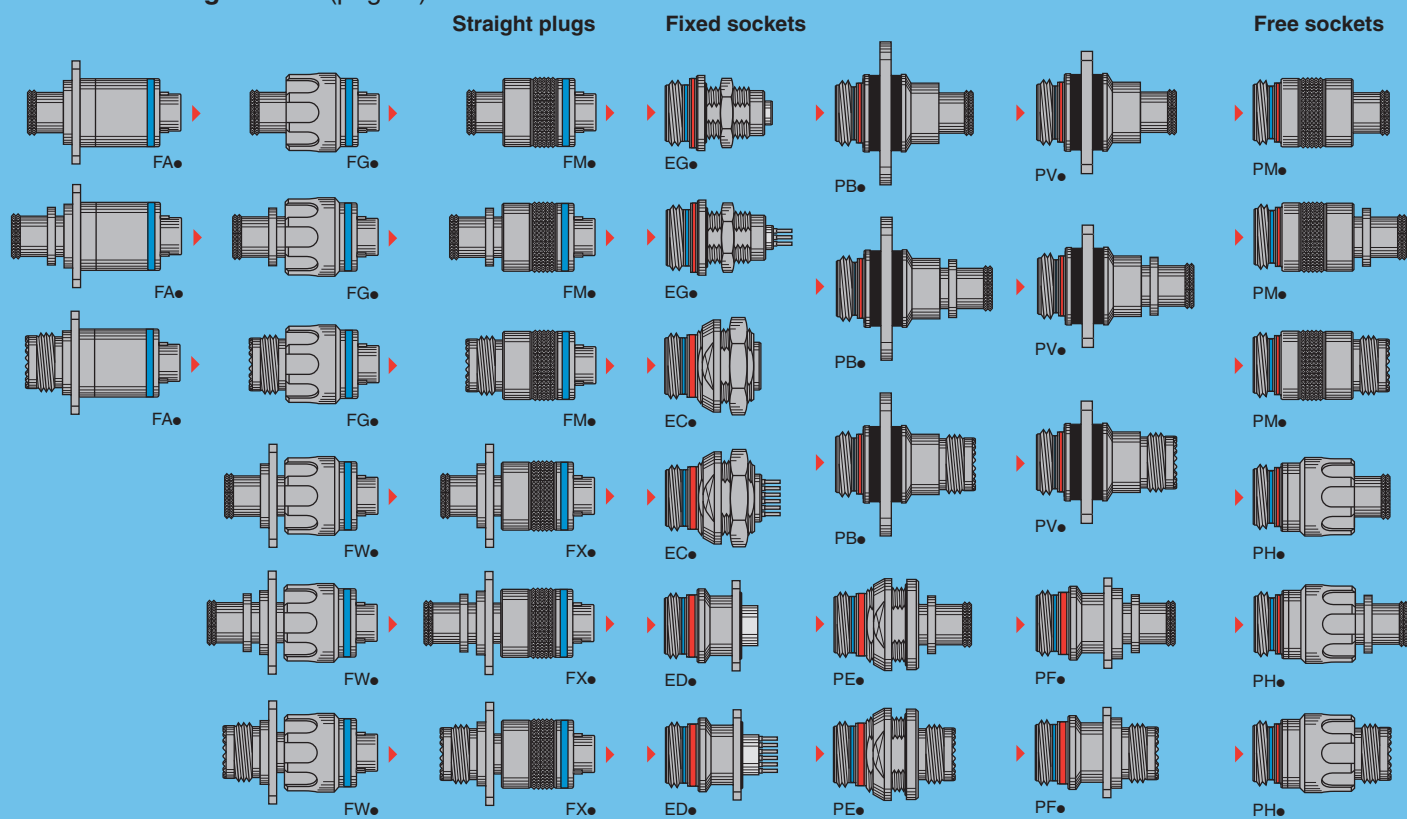 Straight plugs Fixed sockets Free sockets
FA● FG● FM● EG● PB● PV● PM●
FA● FG● FM● EG● PB● PV● PM●
FA● FG● FM● EC● PB● PV● PM●
FW● FX● EC● PH●
FW● FX● ED● PE● PF● PH●
FW● FX● ED● PE● PF● PH●